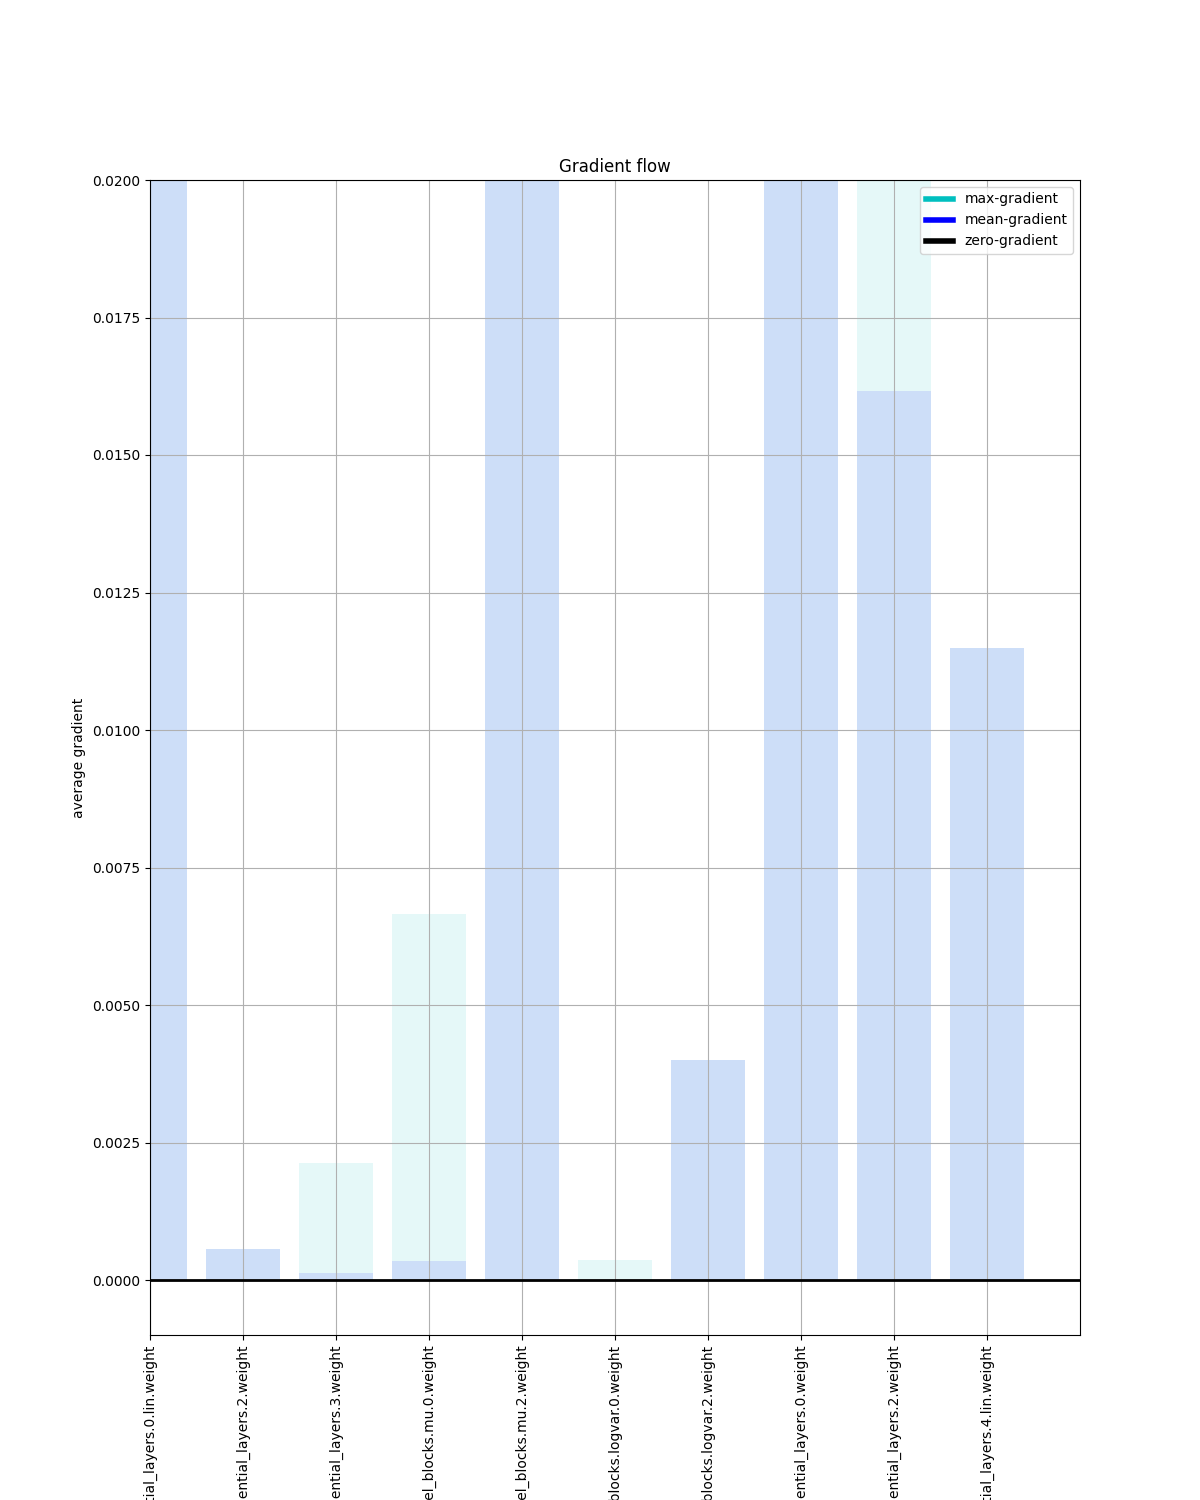 Gradient flow
max-gradient
mean-gradient
zero-gradient
0.0200
0.0175
0.0150
0.0125
0.0100
0.0075
0.0050
0.0025
0.0000
average gradient
tial_layers.0.lin.weight
ential_layers.2.weight
ential_layers.3.weight
el_blocks.mu.0.weight
el_blocks.mu.2.weight
blocks.logvar.0.weight
blocks.logvar.2.weight
ential_layers.0.weight
ential_layers.2.weight
tial_layers.4.lin.weight